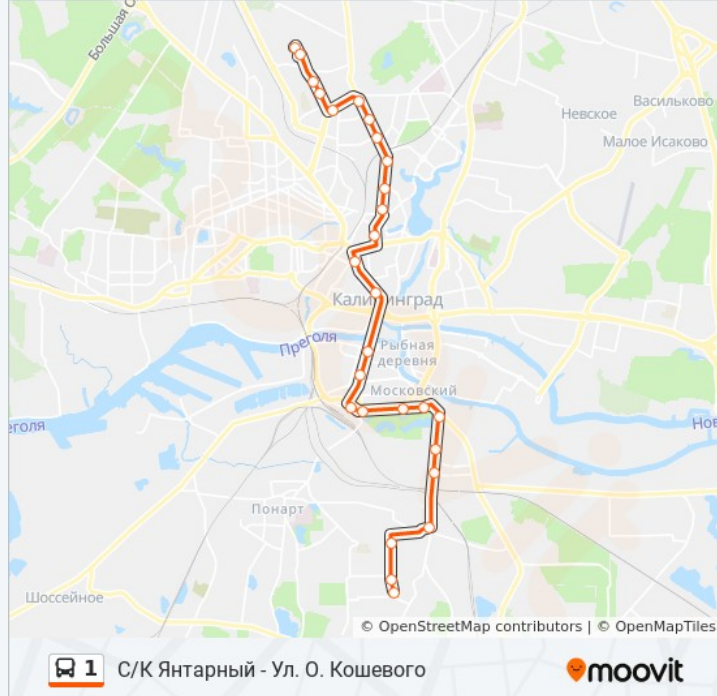 Большая О
Васильково
Невское
Малое Исаково
Калининград
Преголя
Рыбная
деревня
Московский
еголя
Нов
Понарт
Шоссейное
© OpenStreetMap contributors | © OpenMapTiles
1 С/К Янтарный - Ул. О. Кошевого
moovit